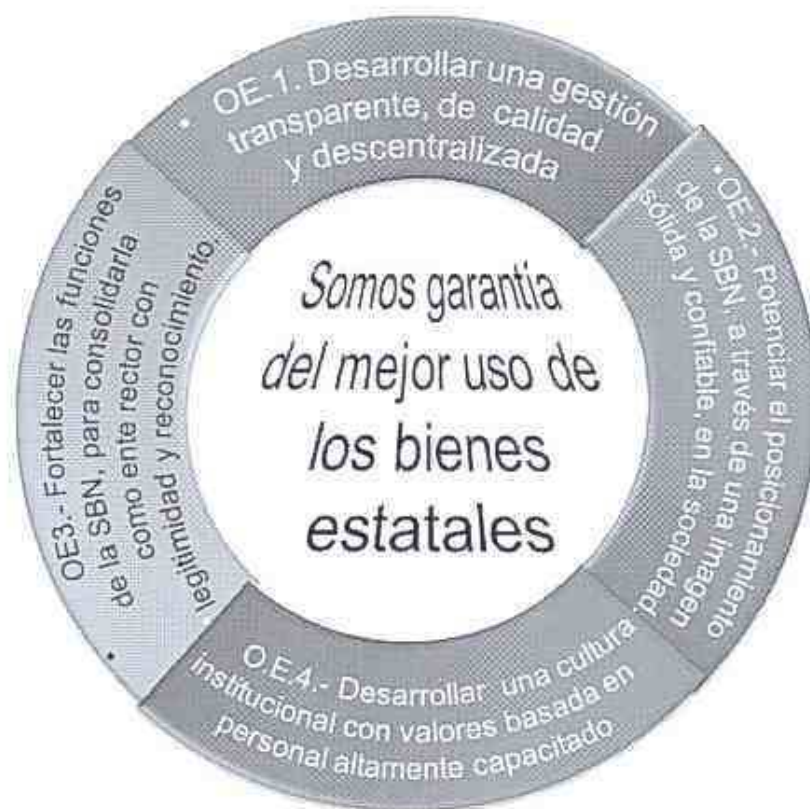 • OE.1. Desarrollar una gestión
transparente, de calidad
y descentralizada
• OE.2.- Potenciar el posicionamiento
de la SBN, a través de una imagen
sólida y confiable, en la sociedad.
Somos garantia
del mejor uso de
los bienes
estatales
• OE3.- Fortalecer las funciones
de la SBN, para consolidarla
como ente rector con
legitimidad y reconocimiento.
O.E.4.- Desarrollar una cultura
institucional con valores basada en
personal altamente capacitado